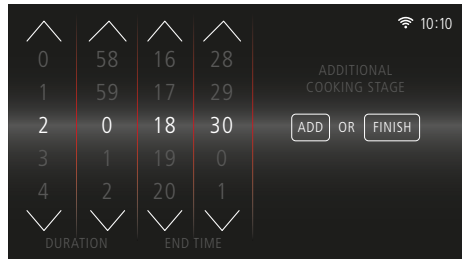 10:10
0 58 16 28
1 59 17 29
2 0 18 30
3 1 19 0
4 2 20 1
DURATION END TIME
ADDITIONAL
COOKING STAGE
ADD OR FINISH